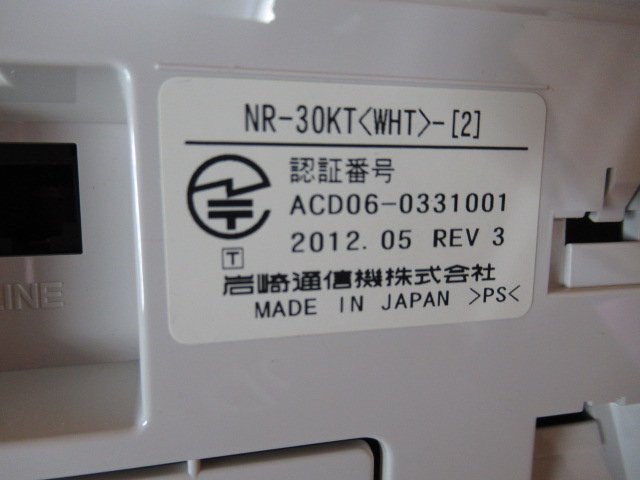 NR-30KT<WHT>-[2]
認証番号
ACD06-0331001
2012.05 REV 3
T
岩崎通信機株式会社
MADE IN JAPAN >PS<
LINE